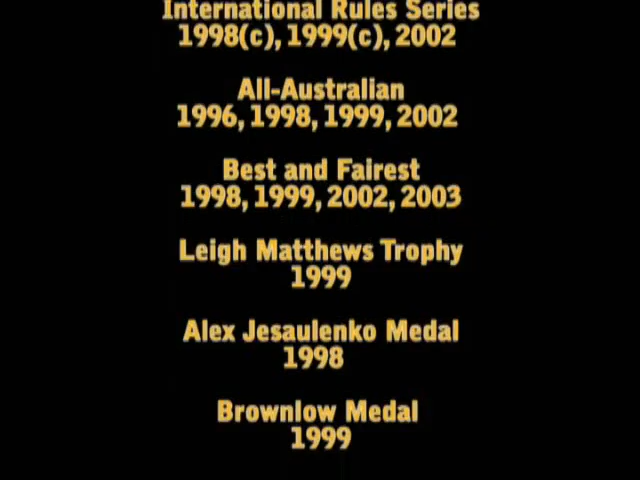 International Rules Series
1998(c), 1999(c), 2002
All-Australian
1996, 1998, 1999, 2002
Best and Fairest
1998, 1999, 2002, 2003
Leigh Matthews Trophy
1999
Alex Jesaulenko Medal
1998
Brownlow Medal
1999